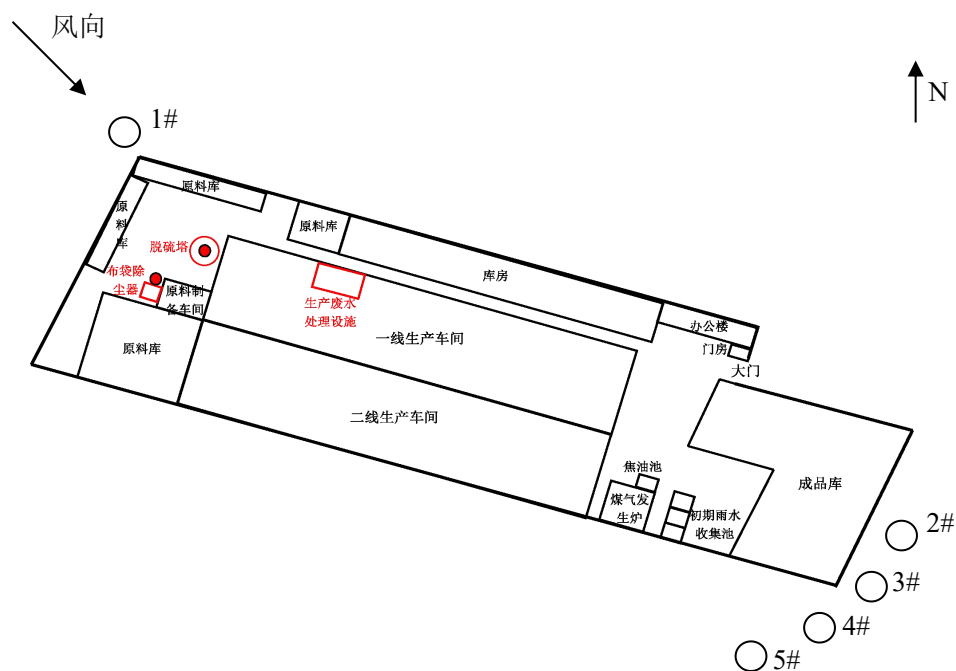 风向
N
1#
原料库
原
料
库
原料库
脱硫塔
库房
布袋除
尘器
原料制
备车间
生产废水
处理设施
办公楼
一线生产车间
门房
原料库
大门
二线生产车间
焦油池
成品库
煤气发
生炉
初期雨水
收集池
2#
3#
4#
5#